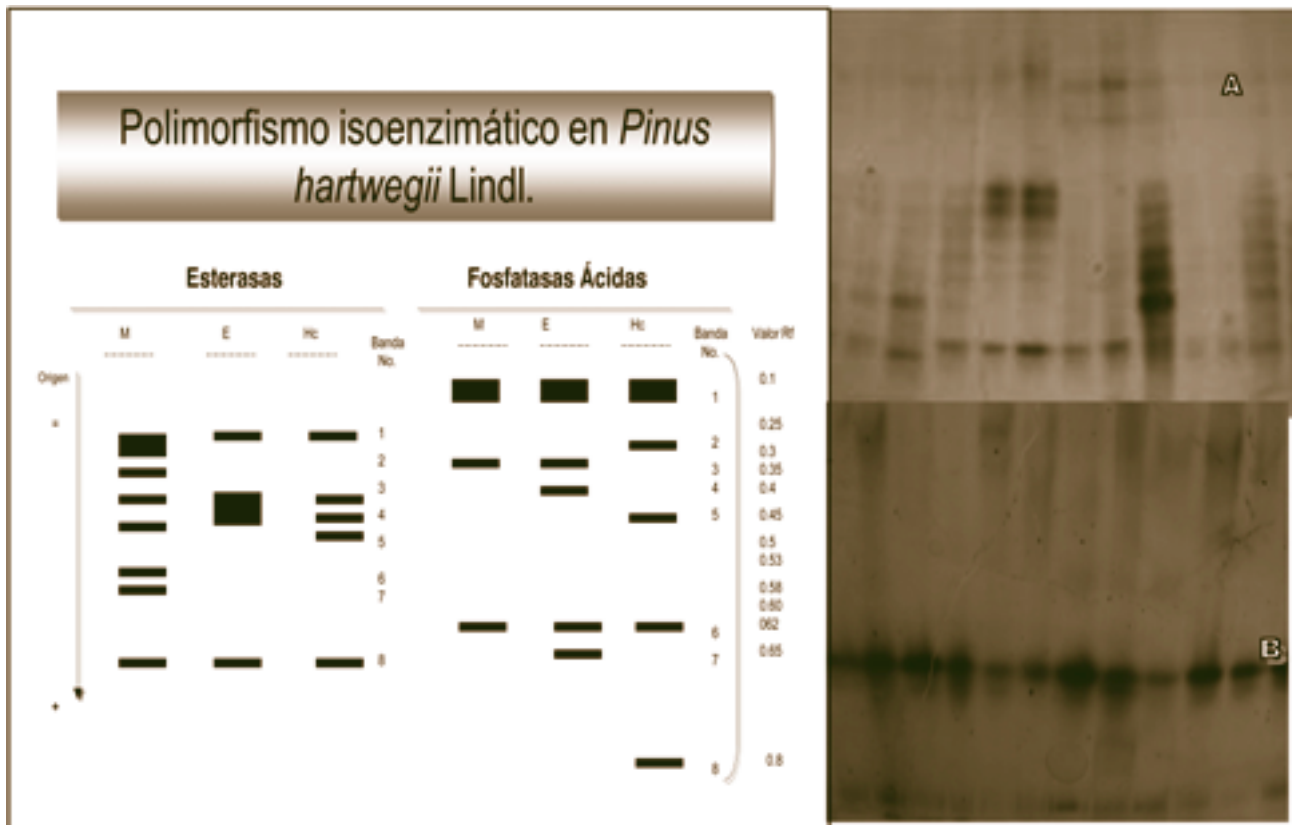 Polimorfismo isoenzimático en Pinus
hartwegii Lindl.
Esterasas
M
E
Hc
Banda
No.
Origen
1
2
3
4
5
6
7
8
+
Fosfatasas Ácidas
M
E
Hc
Banda
No.
1
2
3
4
5
6
7
8
Valor Rf
0.1
0.25
0.3
0.35
0.4
0.45
0.5
0.53
0.58
0.60
062
0.65
0.8
A
B